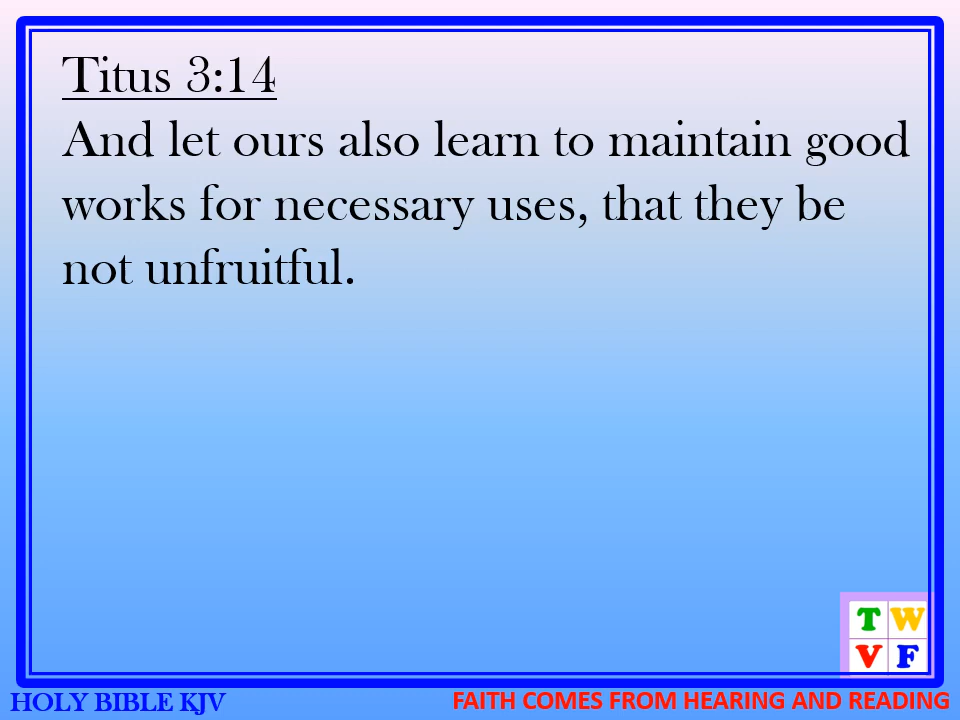 Titus 3:14
And let ours also learn to maintain good
works for necessary uses, that they be
not unfruitful.
T W
V F
HOLY BIBLE KJV
FAITH COMES FROM HEARING AND READING